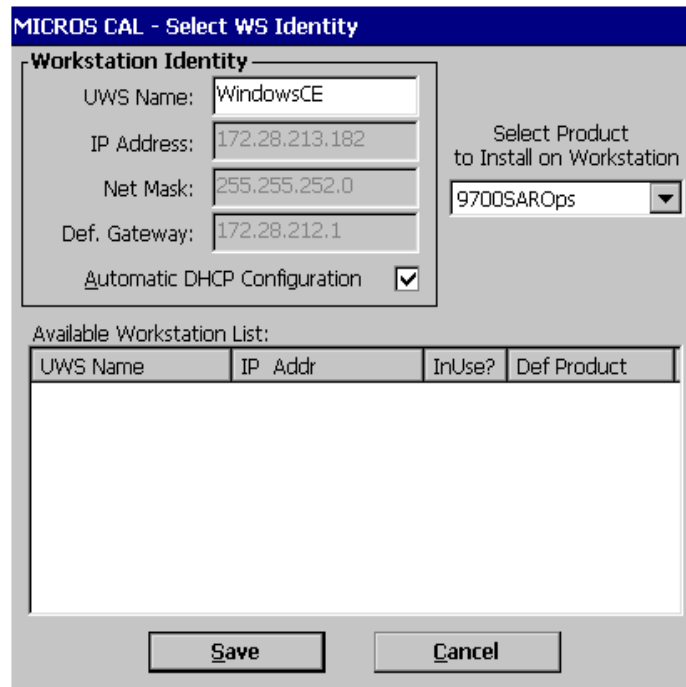 MICROS CAL - Select WS Identity
Workstation Identity
UWS Name: WindowsCE
IP Address: 172.28.213.182
Net Mask: 255.255.252.0
Def. Gateway: 172.28.212.1
Automatic DHCP Configuration
Select Product
to Install on Workstation
9700SAROps
Available Workstation List:
UWS Name IP Addr InUse? Def Product
Save Cancel